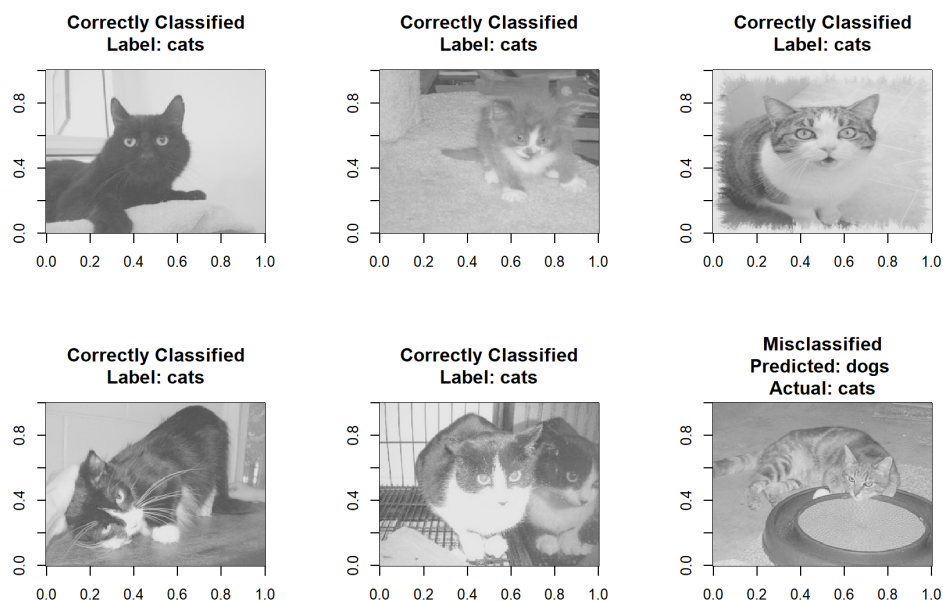 Correctly Classified
Label: cats
Correctly Classified
Label: cats
Correctly Classified
Label: cats
0.0 0.4 0.8
0.0 0.2 0.4 0.6 0.8 1.0
0.0 0.4 0.8
0.0 0.2 0.4 0.6 0.8 1.0
0.0 0.4 0.8
0.0 0.2 0.4 0.6 0.8 1.0
Correctly Classified
Label: cats
Correctly Classified
Label: cats
Misclassified
Predicted: dogs
Actual: cats
0.0 0.4 0.8
0.0 0.2 0.4 0.6 0.8 1.0
0.0 0.4 0.8
0.0 0.2 0.4 0.6 0.8 1.0
0.0 0.4 0.8
0.0 0.2 0.4 0.6 0.8 1.0